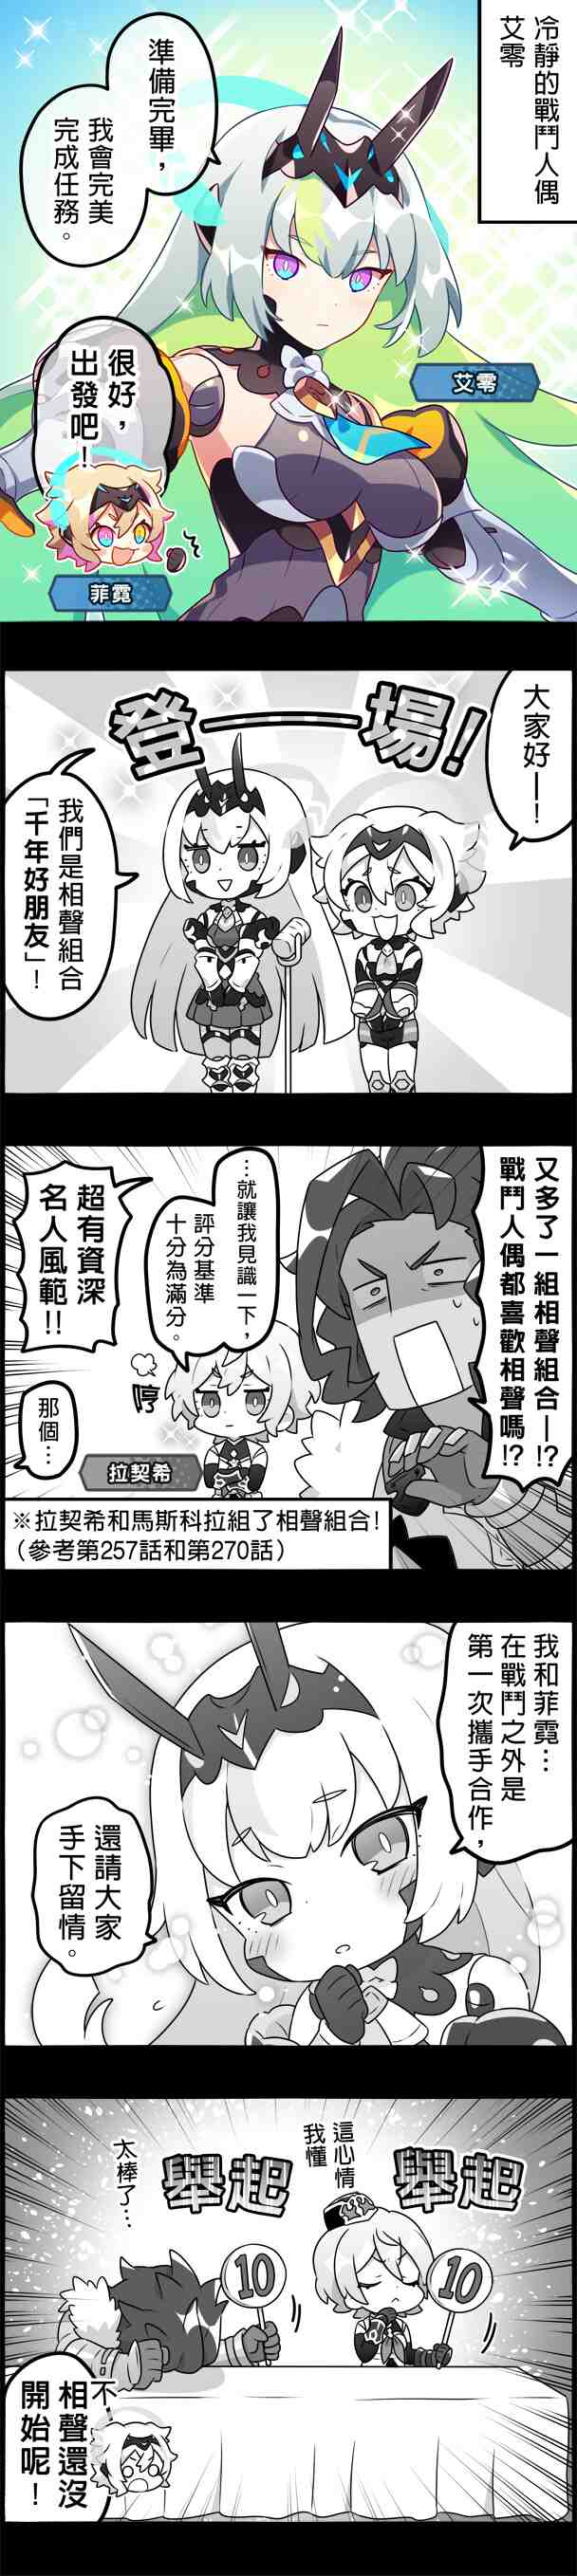 冷靜的戰鬥人偶
艾零
準備完畢，
我會完美
完成任務。
艾零
很好，
出發吧！
菲霓
大家好ー！
登ーーー場！
我們是相聲組合
「千年好朋友」！
又多了一組相聲組合ー!?
戰鬥人偶都喜歡相聲嗎!?
…就讓我見識一下，
評分基準
十分為滿分。
哼
超有資深
名人風範!!
那個…
拉契希
※拉契希和馬斯科拉組了相聲組合！
（參考第257話和第270話）
我和菲霓…
在戰鬥之外是
第一次攜手合作，
還請大家
手下留情。
舉起
這心情
我懂
10
舉起
太棒了…
10
不，
相聲還沒
開始呢！